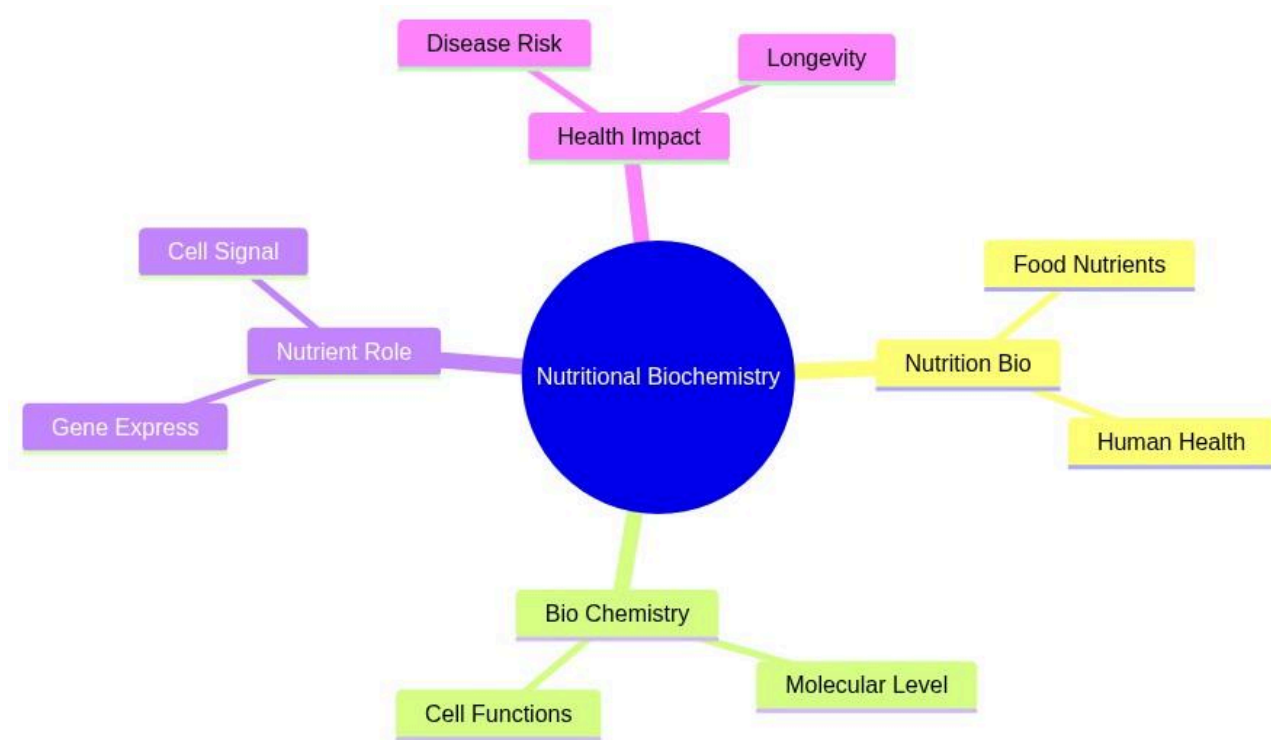 Disease Risk
Longevity
Health Impact
Cell Signal
Food Nutrients
Nutrient Role
Nutritional Biochemistry
Nutrition Bio
Gene Express
Human Health
Bio Chemistry
Molecular Level
Cell Functions